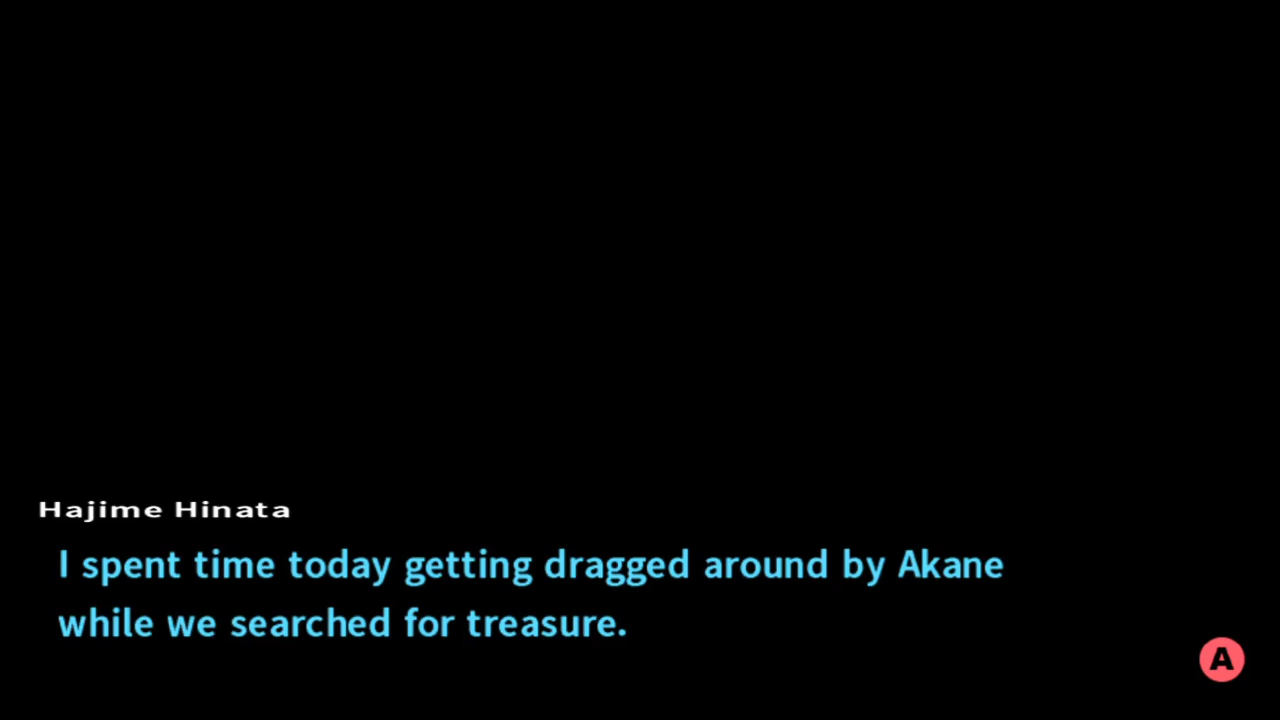 Hajime Hinata
I spent time today getting dragged around by Akane
while we searched for treasure.
A